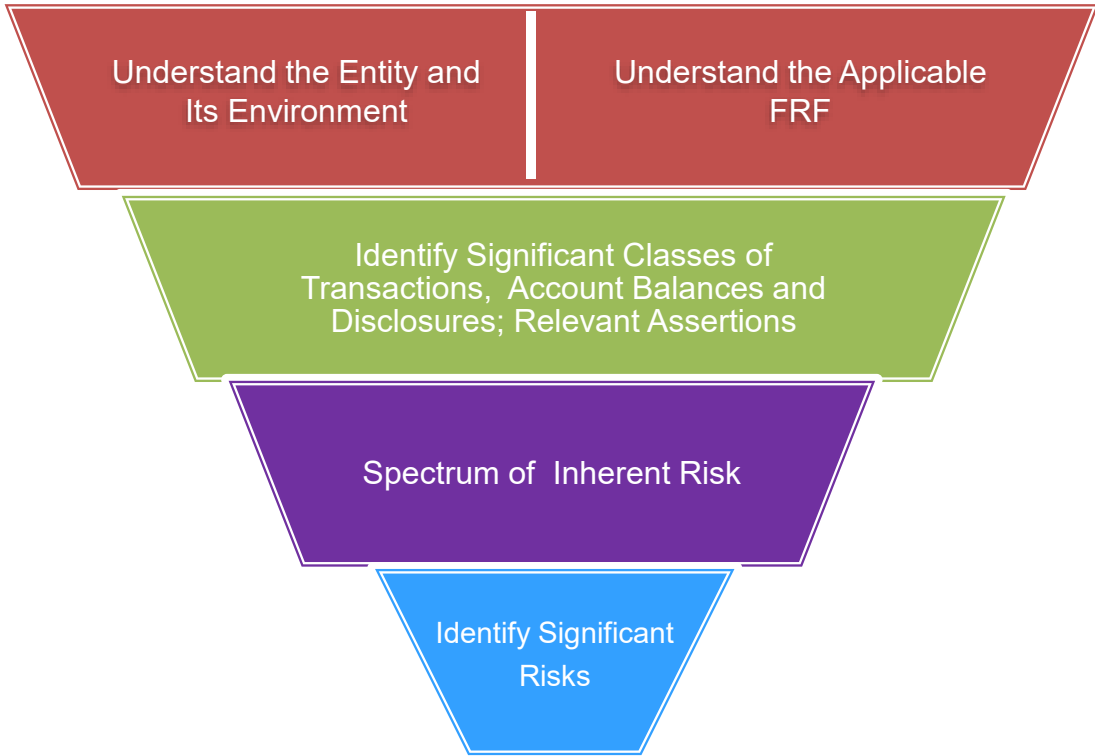 Understand the Entity and
Its Environment
Understand the Applicable
FRF
Identify Significant Classes of
Transactions,  Account Balances and
Disclosures; Relevant Assertions
Spectrum of  Inherent Risk
Identify Significant
Risks